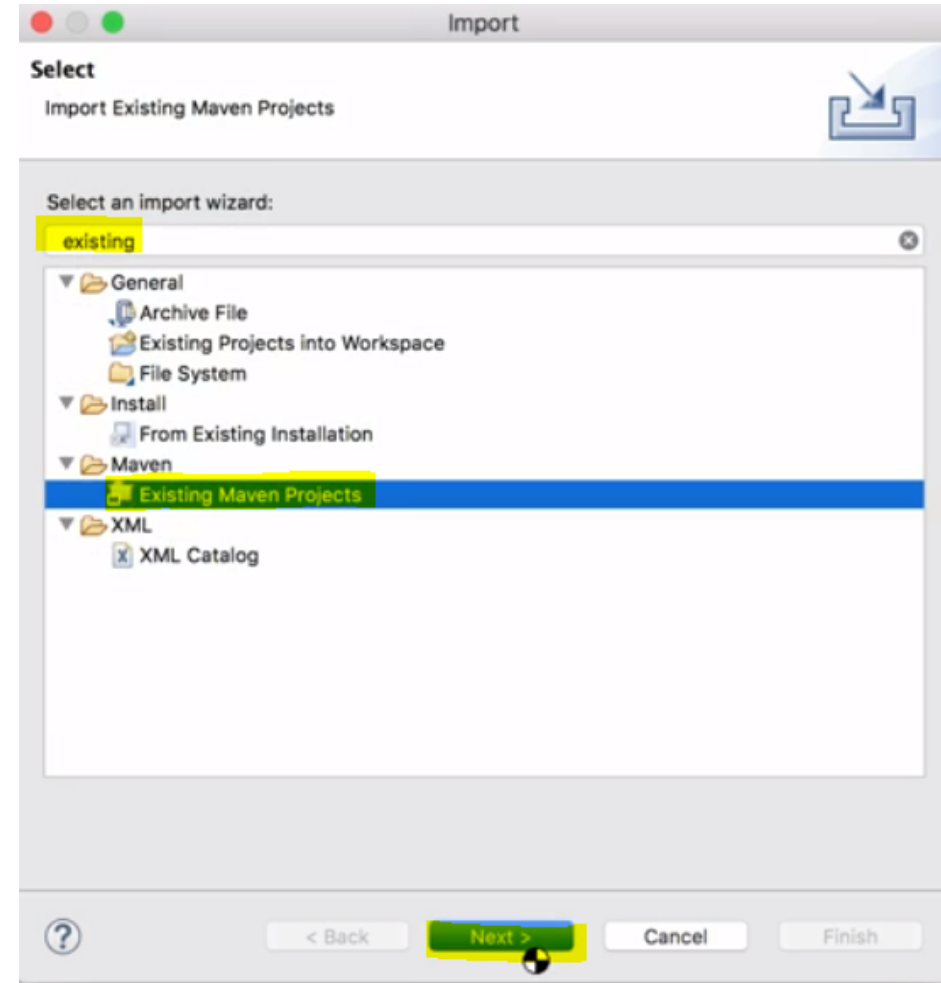 Import
Select
Import Existing Maven Projects
Select an import wizard:
existing
General
Archive File
Existing Projects into Workspace
File System
Install
From Existing Installation
Maven
Existing Maven Projects
XML
XML Catalog
?
< Back Next > Cancel Finish